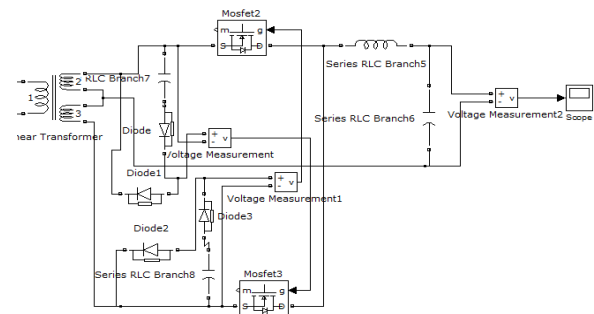 Mosfet2
m g
S D
Series RLC Branch5
1 2
RLC Branch7
3
+ - v
Scope
Voltage Measurement2
Series RLC Branch6
near Transformer
Diode
+ - v
Voltage Measurement
Diode1
+ - v
Voltage Measurement1
Diode3
Diode2
Series RLC Branch8
Mosfet3
m g
S D